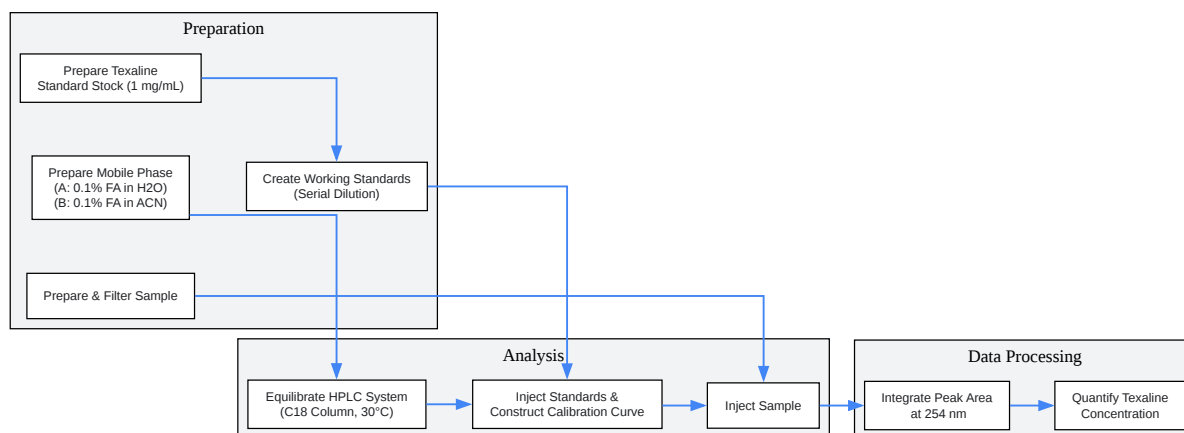 Preparation
Prepare Texaline
Standard Stock (1 mg/mL)
Prepare Mobile Phase
(A: 0.1% FA in H2O)
(B: 0.1% FA in ACN)
Create Working Standards
(Serial Dilution)
Prepare & Filter Sample
Analysis
Equilibrate HPLC System
(C18 Column, 30°C)
Inject Standards &
Construct Calibration Curve
Inject Sample
Data Processing
Integrate Peak Area
at 254 nm
Quantify Texaline
Concentration